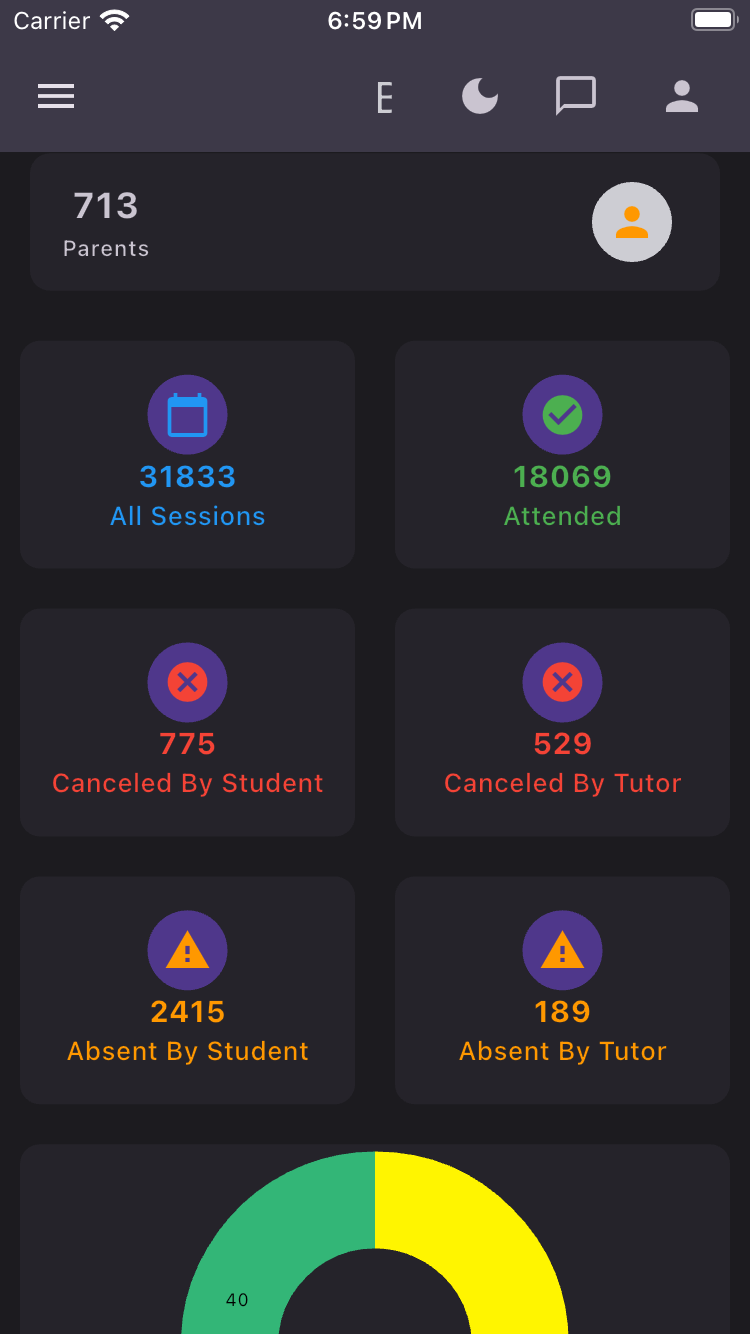 Carrier 6:59 PM
E
713
Parents
31833
All Sessions
18069
Attended
775
Canceled By Student
529
Canceled By Tutor
2415
Absent By Student
189
Absent By Tutor
40